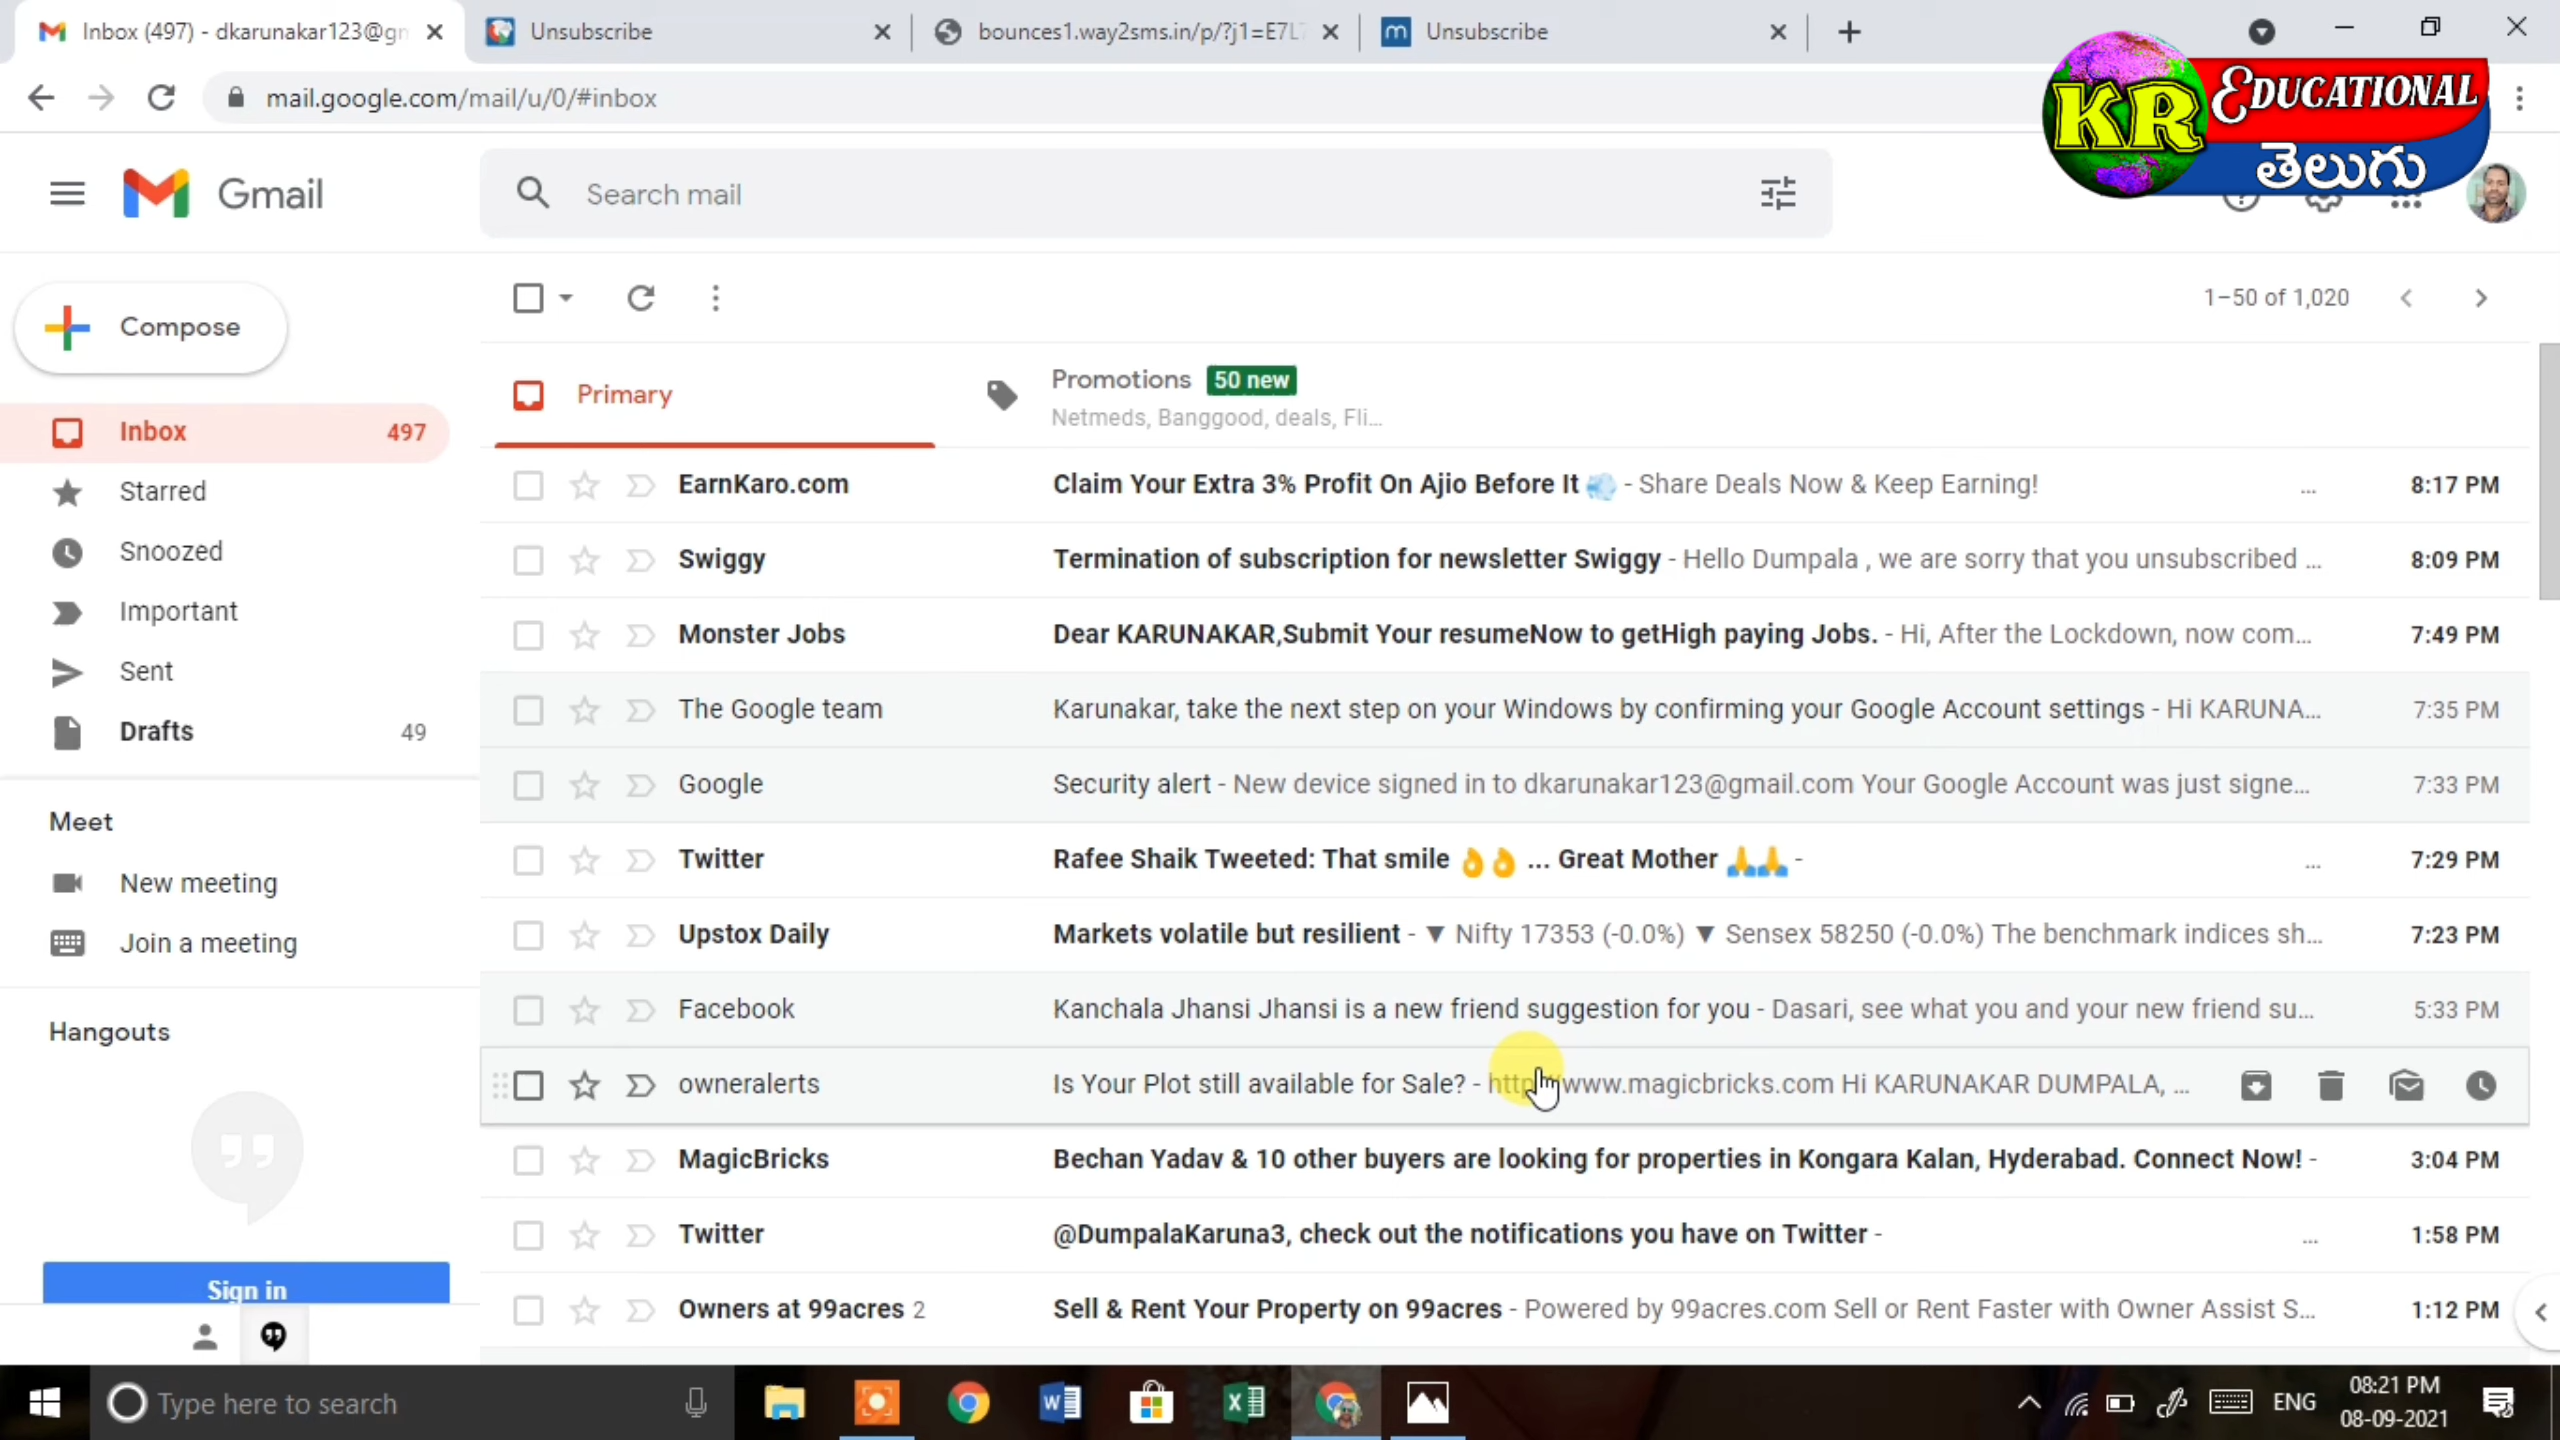 Inbox (497) - dkarunakar123@gm
Unsubscribe
bounces1.way2sms.in/p/?j1=E7L
Unsubscribe
mail.google.com/mail/u/0/#inbox
KR EDUCATIONAL
తెలుగు
Gmail
Search mail
Compose
1–50 of 1,020
Primary
Promotions 50 new
Netmeds, Banggood, deals, Fli...
Inbox 497
Starred
Snoozed
Important
Sent
Drafts 49
Meet
New meeting
Join a meeting
Hangouts
Sign in
EarnKaro.com Claim Your Extra 3% Profit On Ajio Before It 💨 - Share Deals Now & Keep Earning! ... 8:17 PM
Swiggy Termination of subscription for newsletter Swiggy - Hello Dumpala , we are sorry that you unsubscribed ... 8:09 PM
Monster Jobs Dear KARUNAKAR,Submit Your resumeNow to getHigh paying Jobs. - Hi, After the Lockdown, now com... 7:49 PM
The Google team Karunakar, take the next step on your Windows by confirming your Google Account settings - Hi KARUNA... 7:35 PM
Google Security alert - New device signed in to dkarunakar123@gmail.com Your Google Account was just signe... 7:33 PM
Twitter Rafee Shaik Tweeted: That smile 👌👌 ... Great Mother 🙏🙏 - ... 7:29 PM
Upstox Daily Markets volatile but resilient - ▼ Nifty 17353 (-0.0%) ▼ Sensex 58250 (-0.0%) The benchmark indices sh... 7:23 PM
Facebook Kanchala Jhansi Jhansi is a new friend suggestion for you - Dasari, see what you and your new friend su... 5:33 PM
owneralerts Is Your Plot still available for Sale? - http://www.magicbricks.com Hi KARUNAKAR DUMPALA, ...
MagicBricks Bechan Yadav & 10 other buyers are looking for properties in Kongara Kalan, Hyderabad. Connect Now! - 3:04 PM
Twitter @DumpalaKaruna3, check out the notifications you have on Twitter - ... 1:58 PM
Owners at 99acres 2 Sell & Rent Your Property on 99acres - Powered by 99acres.com Sell or Rent Faster with Owner Assist S... 1:12 PM
Type here to search
ENG
08:21 PM
08-09-2021